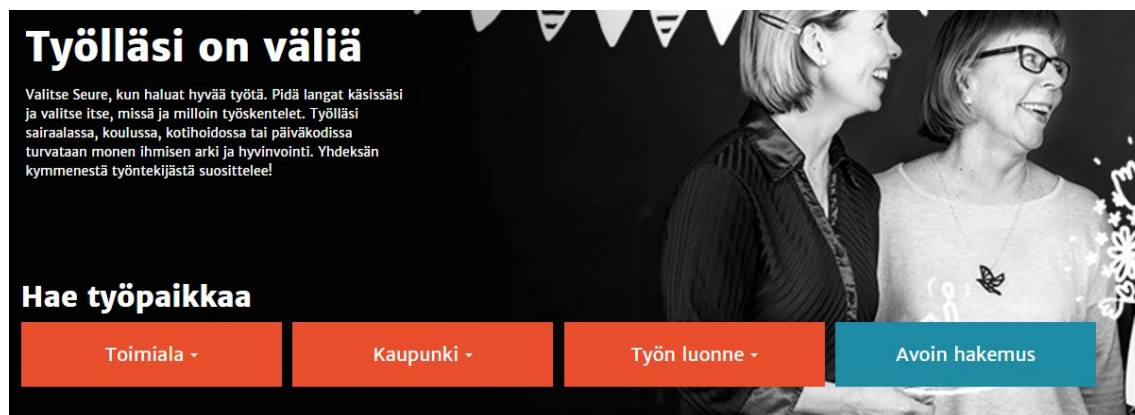 Työlläsi on väliä
Valitse Seure, kun haluat hyvää työtä. Pidä langat käsissäsi
ja valitse itse, missä ja milloin työskentelet. Työlläsi
sairaalassa, koulussa, kotihoidossa tai päiväkodissa
turvataan monen ihmisen arki ja hyvinvointi. Yhdeksän
kymmenestä työntekijästä suosittelee!
Hae työpaikkaa
Toimiala
Kaupunki
Työn luonne
Avoin hakemus